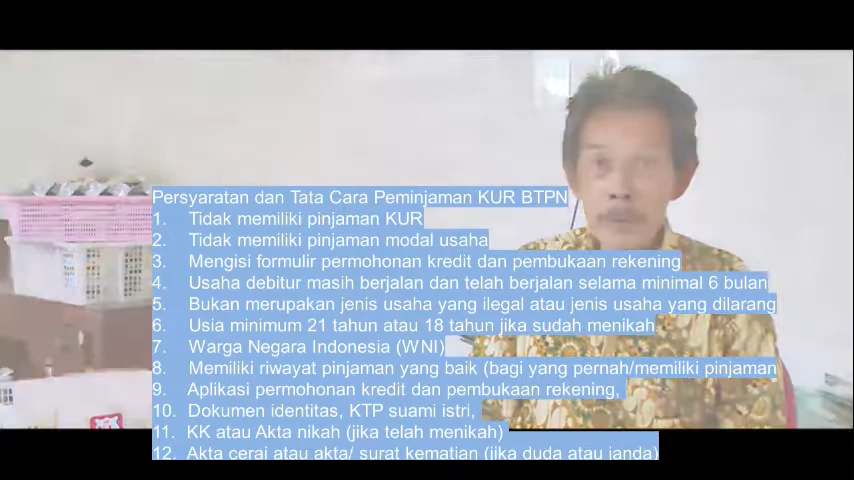 Persyaratan dan Tata Cara Peminjaman KUR BTPN
1. Tidak memiliki pinjaman KUR
2. Tidak memiliki pinjaman modal usaha
3. Mengisi formulir permohonan kredit dan pembukaan rekening
4. Usaha debitur masih berjalan dan telah berjalan selama minimal 6 bulan
5. Bukan merupakan jenis usaha yang ilegal atau jenis usaha yang dilarang
6. Usia minimum 21 tahun atau 18 tahun jika sudah menikah
7. Warga Negara Indonesia (WNI)
8. Memiliki riwayat pinjaman yang baik (bagi yang pernah/memiliki pinjaman
9. Aplikasi permohonan kredit dan pembukaan rekening,
10. Dokumen identitas, KTP suami istri,
11. KK atau Akta nikah (jika telah menikah)
12. Akta cerai atau akta/ surat kematian (jika duda atau janda)